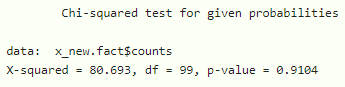 Chi-squared test for given probabilities
data:  x_new.fact$counts
X-squared = 80.693, df = 99, p-value = 0.9104